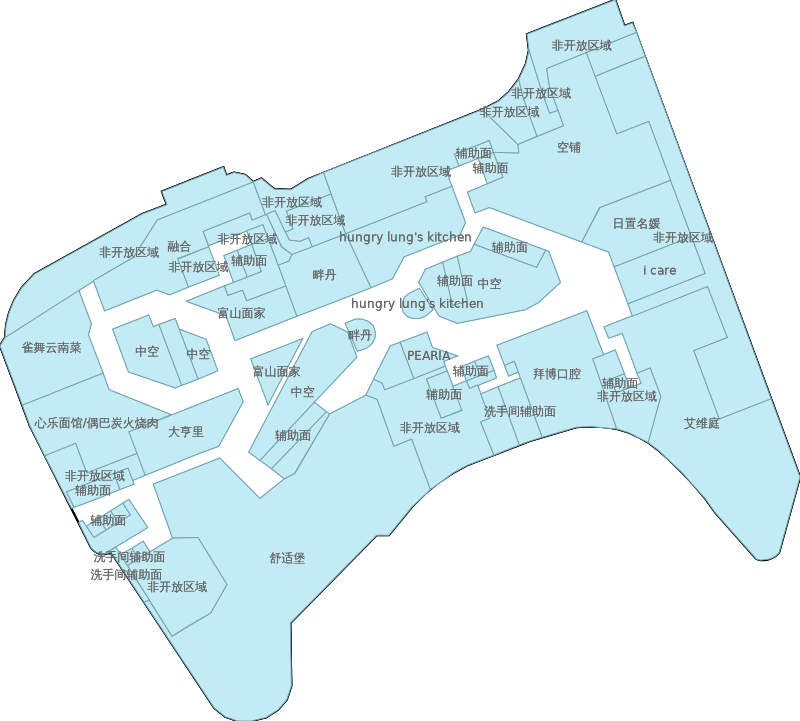 非开放区域
非开放区域
非开放区域
空铺
辅助面
辅助面
非开放区域
非开放区域
非开放区域
日置名媛
非开放区域
hungry lung's kitchen
非开放区域
融合
非开放区域
辅助面
非开放区域
辅助面
i care
畔丹
辅助面
中空
hungry lung's kitchen
富山面家
畔丹
雀舞云南菜
中空
中空
PEARIA
富山面家
辅助面
拜博口腔
辅助面
中空
辅助面
非开放区域
洗手间辅助面
心乐面馆/偶巴炭火烧肉
大亨里
辅助面
非开放区域
艾维庭
非开放区域
辅助面
辅助面
洗手间辅助面
舒适堡
洗手间辅助面
非开放区域